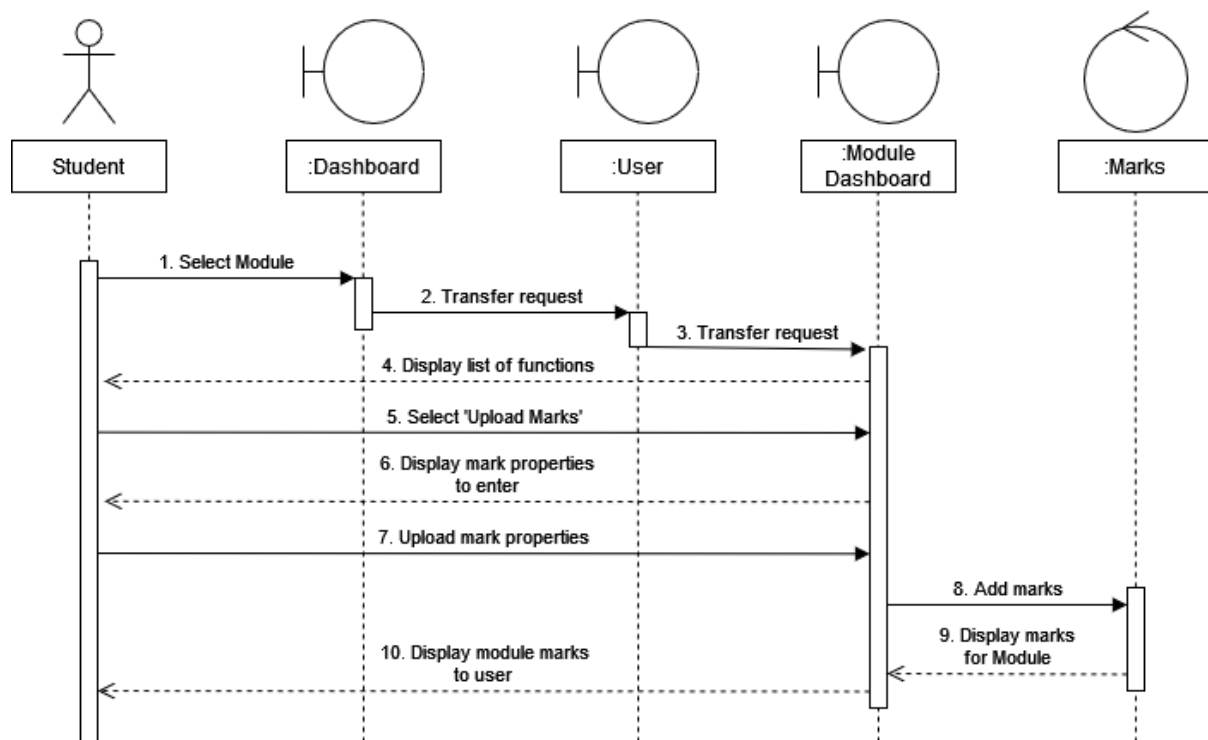 Student
:Dashboard
:User
:Module
Dashboard
:Marks
1. Select Module
2. Transfer request
3. Transfer request
4. Display list of functions
5. Select 'Upload Marks'
6. Display mark properties
to enter
7. Upload mark properties
8. Add marks
9. Display marks
for Module
10. Display module marks
to user